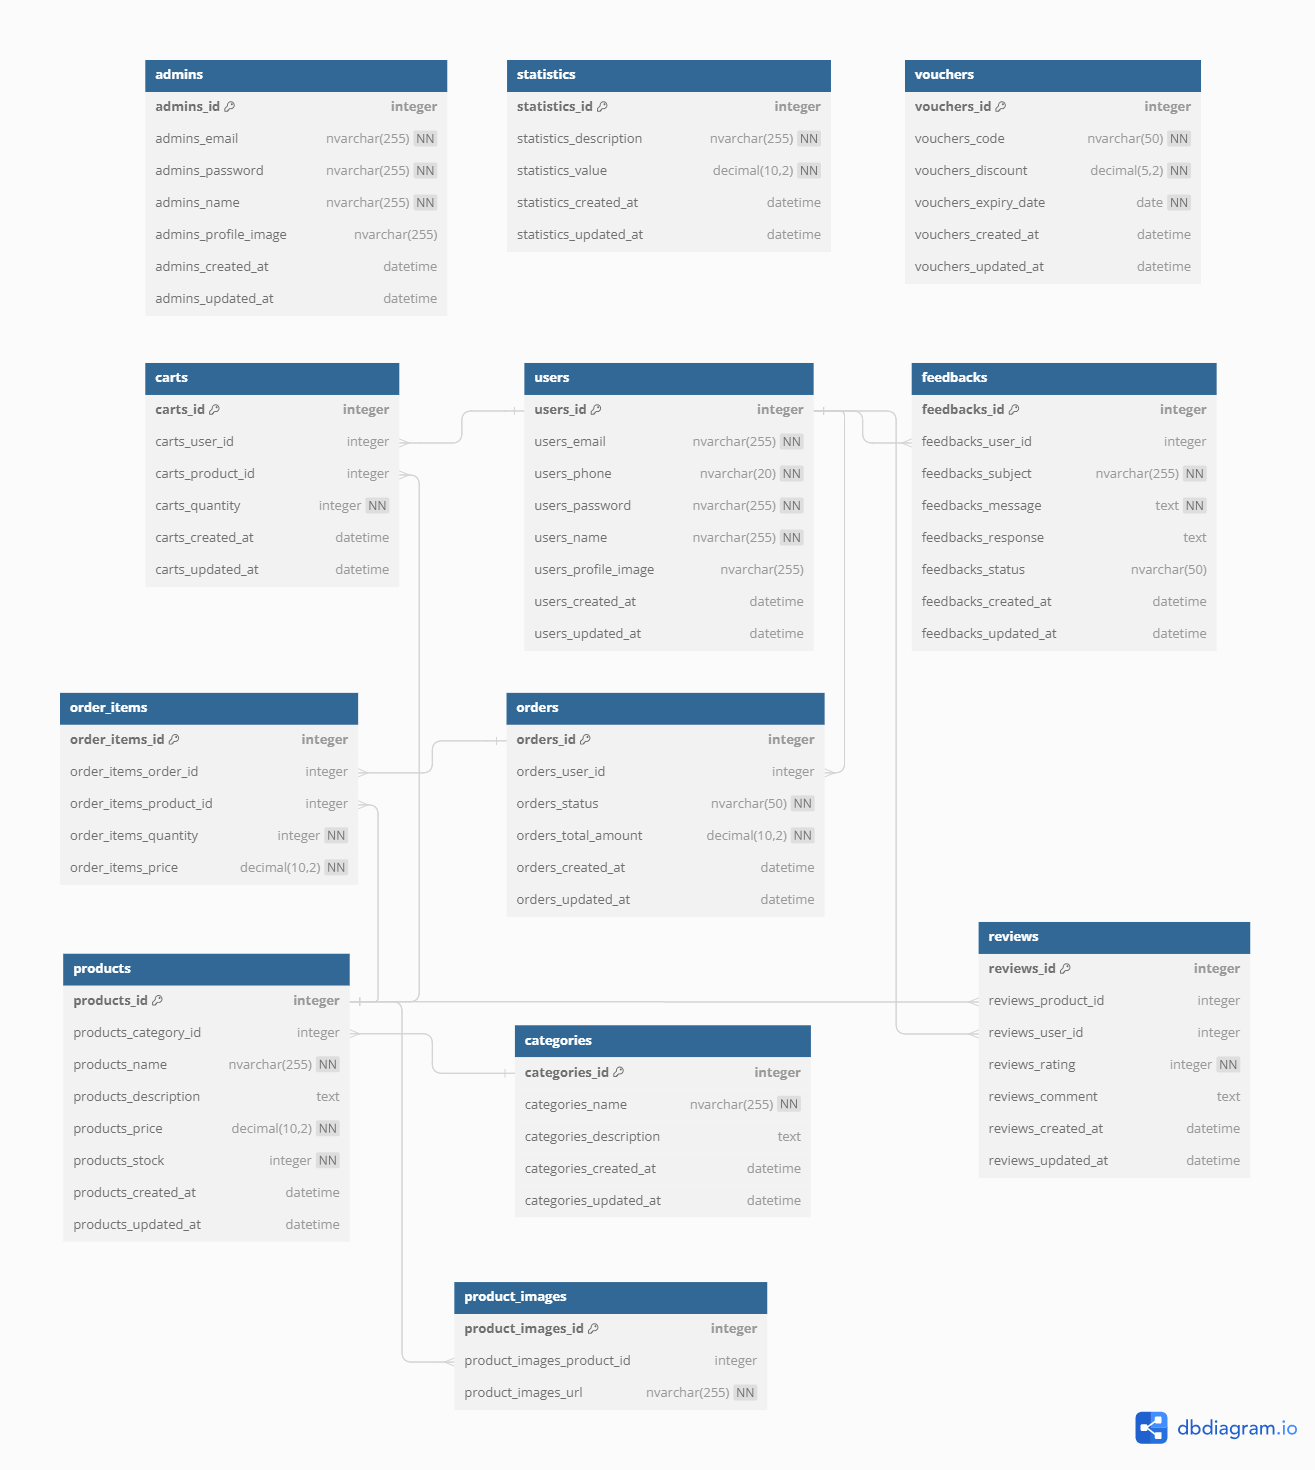 admins
admins_id integer
admins_email nvarchar(255) NN
admins_password nvarchar(255) NN
admins_name nvarchar(255) NN
admins_profile_image nvarchar(255)
admins_created_at datetime
admins_updated_at datetime
statistics
statistics_id integer
statistics_description nvarchar(255) NN
statistics_value decimal(10,2) NN
statistics_created_at datetime
statistics_updated_at datetime
vouchers
vouchers_id integer
vouchers_code nvarchar(50) NN
vouchers_discount decimal(5,2) NN
vouchers_expiry_date date NN
vouchers_created_at datetime
vouchers_updated_at datetime
carts
carts_id integer
carts_user_id integer
carts_product_id integer
carts_quantity integer NN
carts_created_at datetime
carts_updated_at datetime
users
users_id integer
users_email nvarchar(255) NN
users_phone nvarchar(20) NN
users_password nvarchar(255) NN
users_name nvarchar(255) NN
users_profile_image nvarchar(255)
users_created_at datetime
users_updated_at datetime
feedbacks
feedbacks_id integer
feedbacks_user_id integer
feedbacks_subject nvarchar(255) NN
feedbacks_message text NN
feedbacks_response text
feedbacks_status nvarchar(50)
feedbacks_created_at datetime
feedbacks_updated_at datetime
order_items
order_items_id integer
order_items_order_id integer
order_items_product_id integer
order_items_quantity integer NN
order_items_price decimal(10,2) NN
orders
orders_id integer
orders_user_id integer
orders_status nvarchar(50) NN
orders_total_amount decimal(10,2) NN
orders_created_at datetime
orders_updated_at datetime
products
products_id integer
products_category_id integer
products_name nvarchar(255) NN
products_description text
products_price decimal(10,2) NN
products_stock integer NN
products_created_at datetime
products_updated_at datetime
categories
categories_id integer
categories_name nvarchar(255) NN
categories_description text
categories_created_at datetime
categories_updated_at datetime
reviews
reviews_id integer
reviews_product_id integer
reviews_user_id integer
reviews_rating integer NN
reviews_comment text
reviews_created_at datetime
reviews_updated_at datetime
product_images
product_images_id integer
product_images_product_id integer
product_images_url nvarchar(255) NN
dbdiagram.io